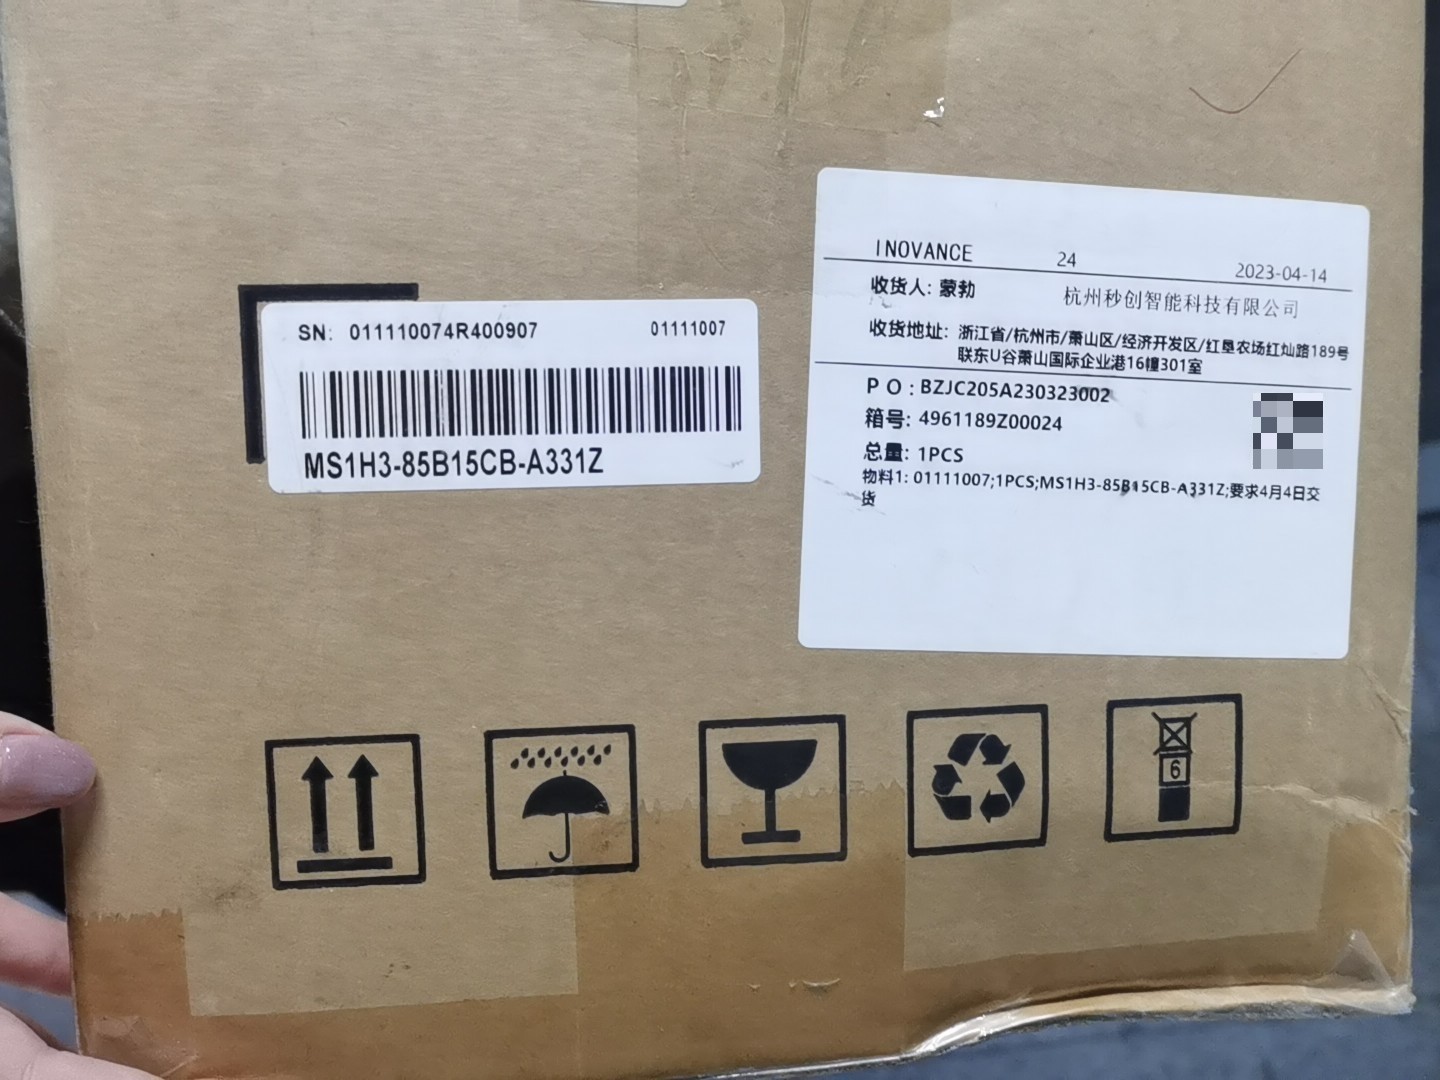 SN: 011110074R400907 01111007
MS1H3-85B15CB-A331Z
INOVANCE 24 2023-04-14
收货人: 蒙勃 杭州秒创智能科技有限公司
收货地址: 浙江省/杭州市/萧山区/经济开发区/红垦农场红灿路189号
联东U谷萧山国际企业港16幢301室
P O : BZJC205A230323002
箱号: 4961189Z00024
总量: 1PCS
物料1: 01111007;1PCS;MS1H3-85B15CB-A331Z;要求4月4日交
货
6